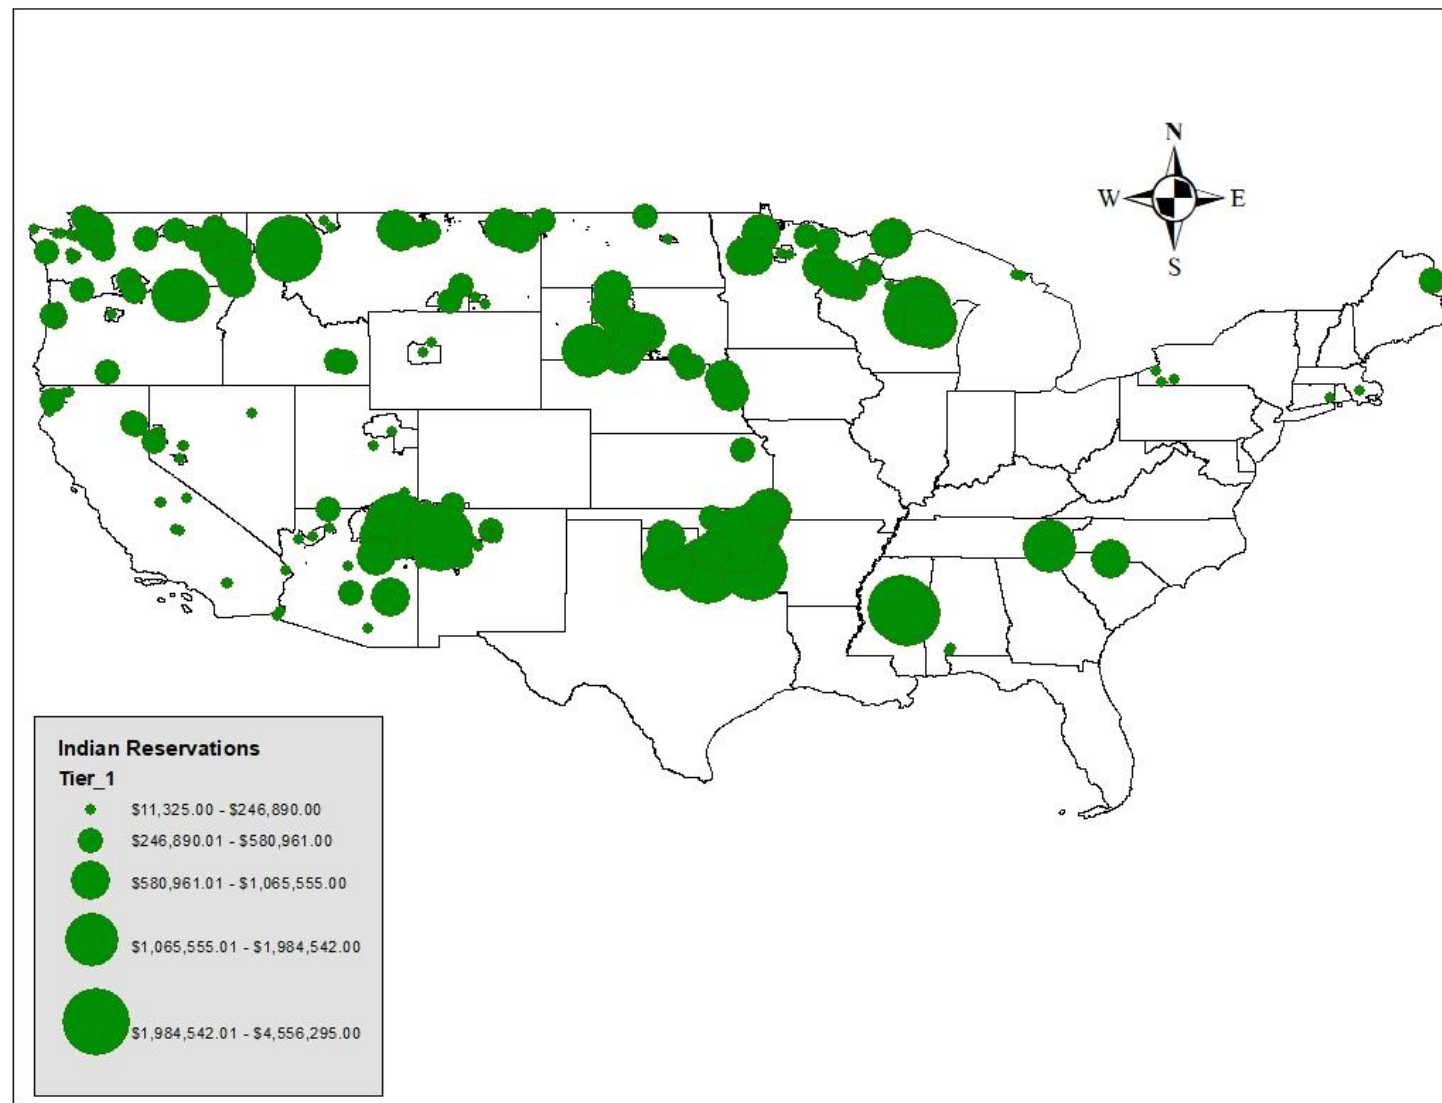 N
W E
S
Indian Reservations
Tier_1
$11,325.00 - $246,890.00
$246,890.01 - $580,961.00
$580,961.01 - $1,065,555.00
$1,065,555.01 - $1,984,542.00
$1,984,542.01 - $4,556,295.00